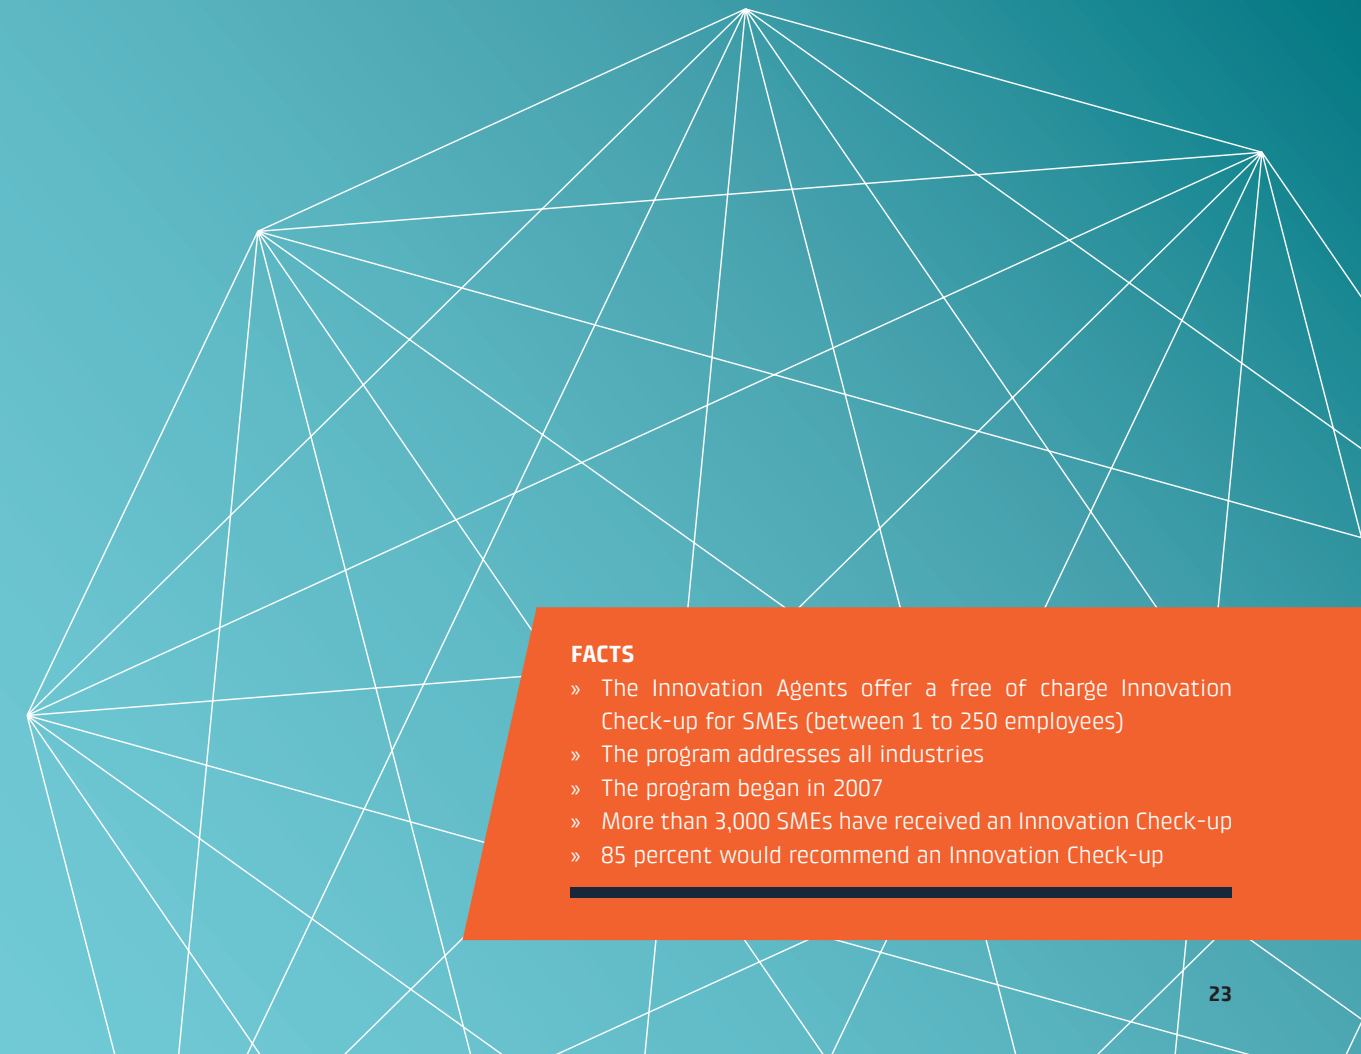 FACTS
» The Innovation Agents offer a free of charge Innovation
Check-up for SMEs (between 1 to 250 employees)
» The program addresses all industries
» The program began in 2007
» More than 3,000 SMEs have received an Innovation Check-up
» 85 percent would recommend an Innovation Check-up
23